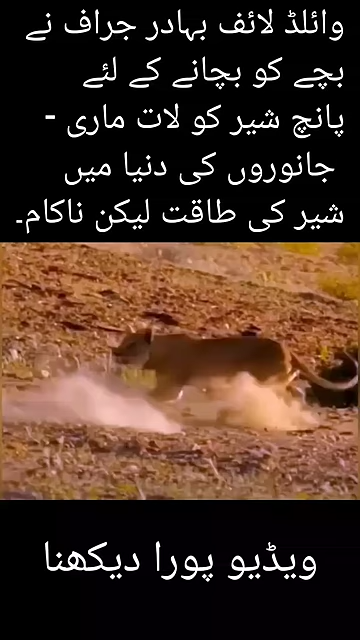 وائلڈ لائف بہادر جراف نے
بچے کو بچانے کے لئے
پانچ شیر کو لات ماری -
جانوروں کی دنیا میں
شیر کی طاقت لیکن ناکام۔
ویڈیو پورا دیکھنا